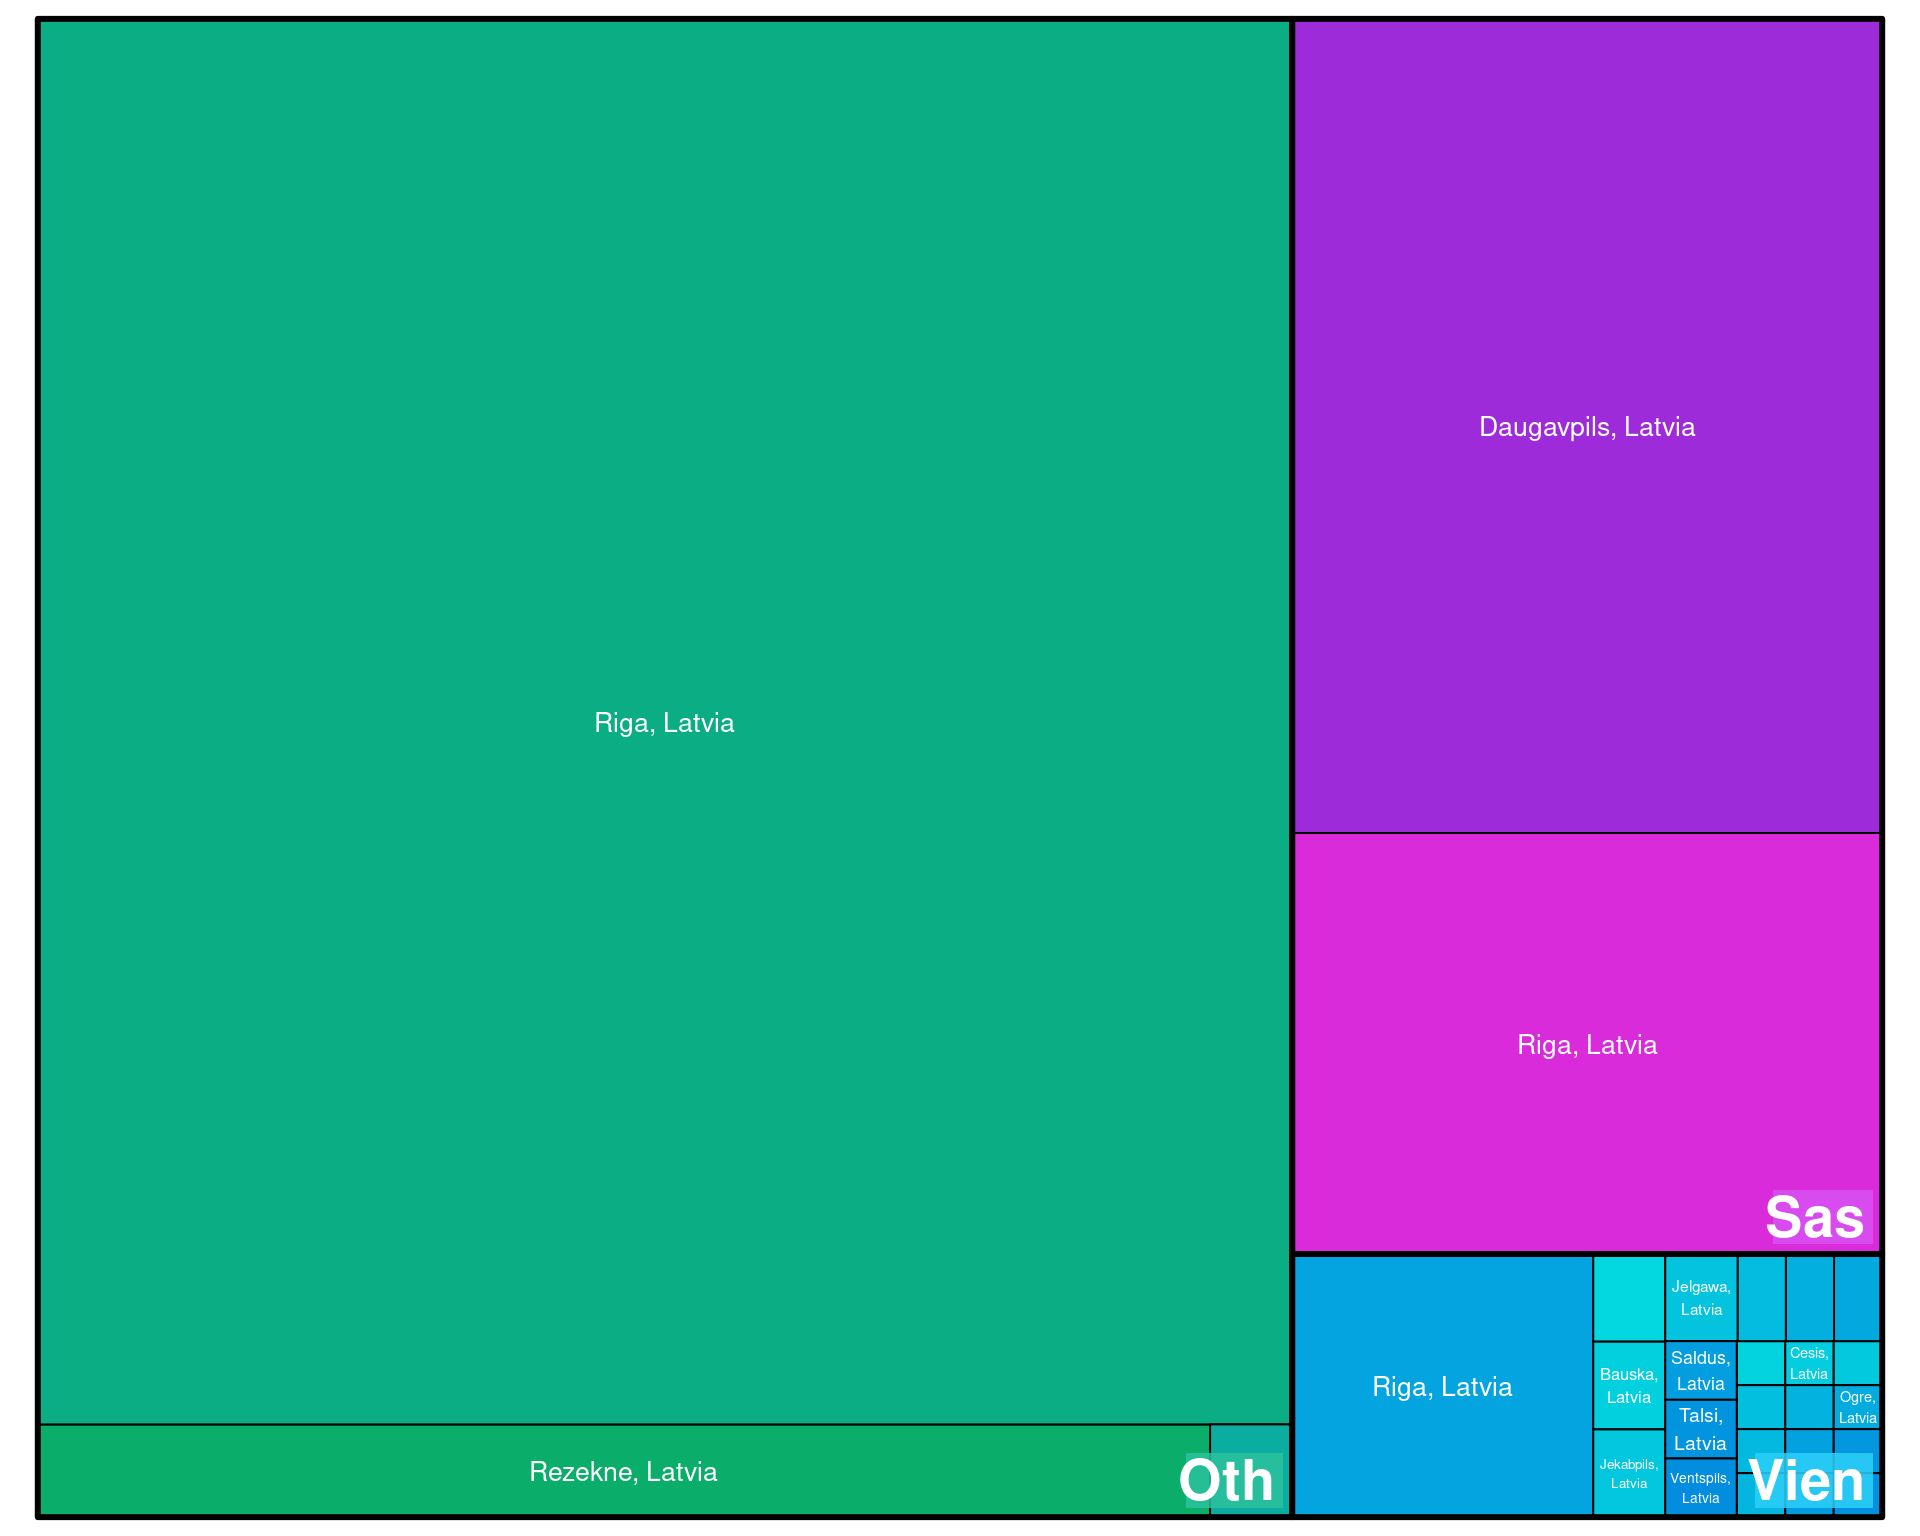 Riga, Latvia
Rezekne, Latvia
Oth
Daugavpils, Latvia
Riga, Latvia
Sas
Riga, Latvia
Bauska,
Latvia
Jekabpils,
Latvia
Jelgawa,
Latvia
Saldus,
Latvia
Talsi,
Latvia
Ventspils,
Latvia
Cesis,
Latvia
Ogre,
Latvia
Vien